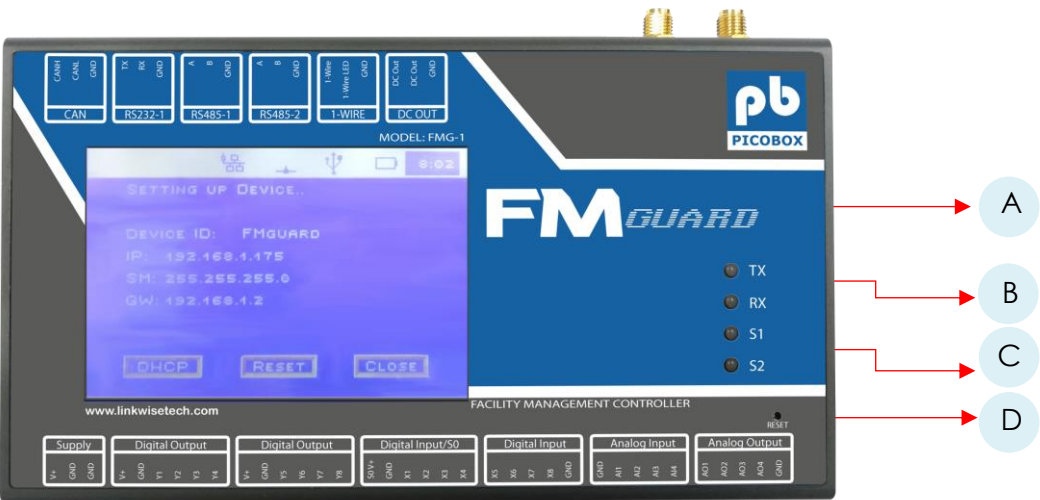 CANH CANL GND
TX RX GND
A B GND
A B GND
1-Wire 1-Wire LED GND
DC Out DC Out GND
CAN
RS232-1
RS485-1
RS485-2
1-WIRE
DC OUT
MODEL: FMG-1
pb
PICOBOX
8:02
SETTING UP DEVICE..
DEVICE ID: FMGUARD
IP: 192.168.1.175
SM: 255.255.255.0
GW: 192.168.1.2
DHCP
RESET
CLOSE
FMGUARD
TX
RX
S1
S2
A
B
C
D
www.linkwisetech.com
FACILITY MANAGEMENT CONTROLLER
RESET
Supply
Digital Output
Digital Output
Digital Input/S0
Digital Input
Analog Input
Analog Output
V+ GND GND
V+ GND Y1 Y2 Y3 Y4
V+ GND Y5 Y6 Y7 Y8
S0 V+ GND X1 X2 X3 X4
X5 X6 X7 X8 GND
GND AI1 AI2 AI3 AI4
AO1 AO2 AO3 AO4 GND